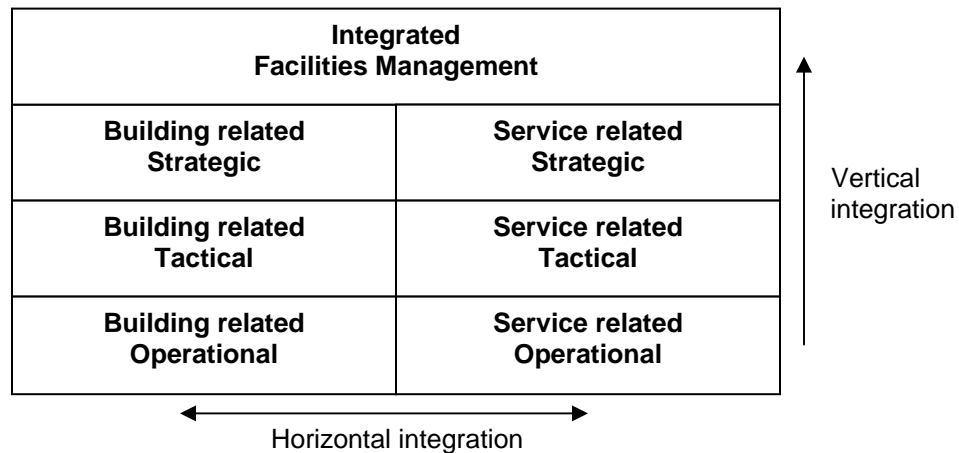 Integrated
Facilities Management
Building related
Strategic
Service related
Strategic
Vertical
integration
Building related
Tactical
Service related
Tactical
Building related
Operational
Service related
Operational
Horizontal integration